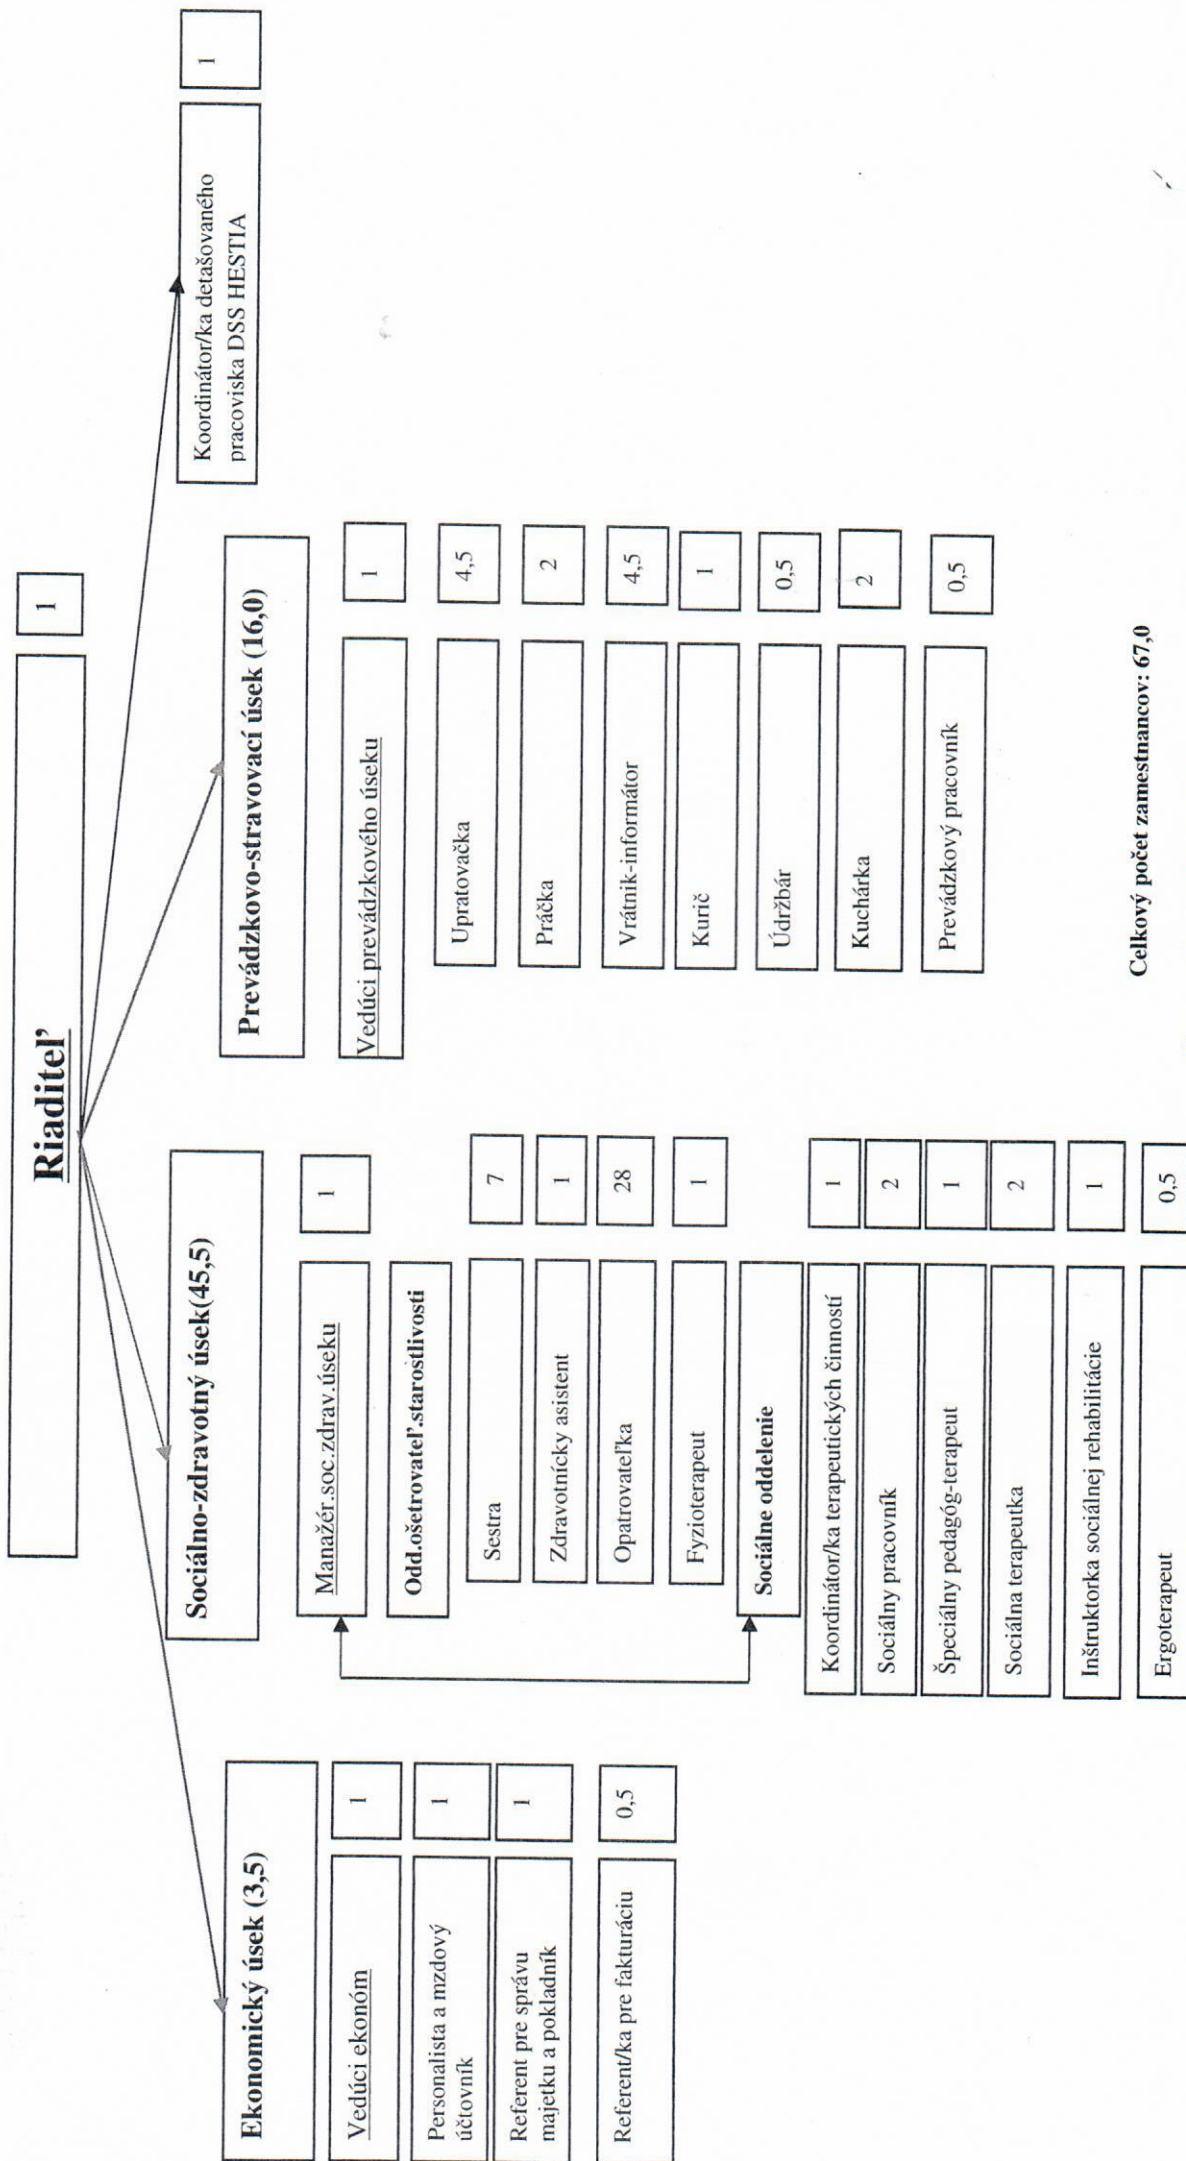 Riaditeľ
1
Ekonomický úsek (3,5)
Vedúci ekonóm
1
Personalista a mzdový
účtovník
1
Referent pre správu
majetku a pokladník
1
Referent/ka pre fakturáciu
0,5
Sociálno-zdravotný úsek(45,5)
Manažér.soc.zdrav.úseku
1
Odd.ošetrovateľ.starostlivosti
Sestra
7
Zdravotnícky asistent
1
Opatrovateľka
28
Fyzioterapeut
1
Sociálne oddelenie
Koordinátor/ka terapeutických činností
1
Sociálny pracovník
2
Špeciálny pedagóg-terapeut
1
Sociálna terapeutka
2
Inštruktorka sociálnej rehabilitácie
1
Ergoterapeut
0,5
Prevádzkovo-stravovací úsek (16,0)
Vedúci prevádzkového úseku
1
Upratovačka
4,5
Práčka
2
Vrátnik-informátor
4,5
Kurič
1
Údržbár
0,5
Kuchárka
2
Prevádzkový pracovník
0,5
Koordinátor/ka detašovaného
pracoviska DSS HESTIA
1
Celkový počet zamestnancov: 67,0